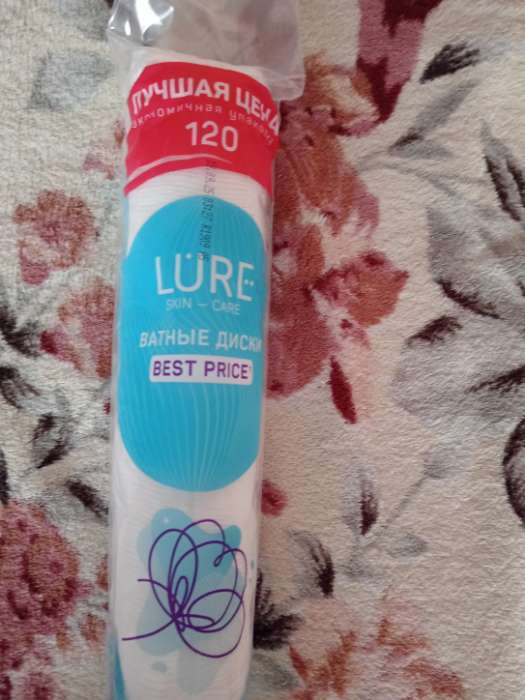 ЛУЧШАЯ ЦЕНА
экономичная упаковка
120
LURE
SKIN — CARE
ВАТНЫЕ ДИСКИ
BEST PRICE